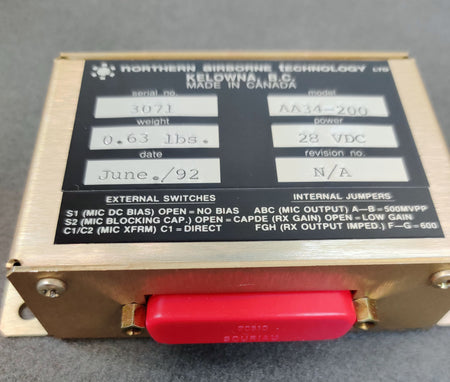 NORTHERN AIRBORNE TECHNOLOGY LTD
KELOWNA, B.C.
MADE IN CANADA
serial no. model
3071 AA34-200
weight power
0.63 lbs. 28 VDC
date revision no.
June./92 N/A
EXTERNAL SWITCHES INTERNAL JUMPERS
S1 (MIC DC BIAS) OPEN = NO BIAS ABC (MIC OUTPUT) A-B = 500MVPP
S2 (MIC BLOCKING CAP.) OPEN = CAP DE (RX GAIN) OPEN = LOW GAIN
C1/C2 (MIC XFRM) C1 = DIRECT FGH (RX OUTPUT IMPED.) F-G = 600
SOURIAU